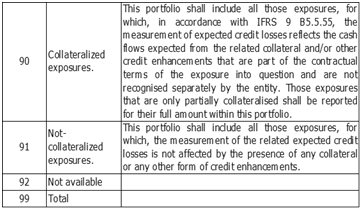 This portfolio shall include all those exposures, for
which, in accordance with IFRS 9 B5.5.55, the
measurement of expected credit losses reflects the cash
flows expected from the related collateral and/or other
90 Collateralized exposures. credit enhancements that are part of the contractual
terms of the exposure into question and are not
recognised separately by the entity. Those exposures
that are only partially collateralised shall be reported
for their full amount within this portfolio.
91 Not-collateralized exposures. This portfolio shall include all those exposures, for
which, the measurement of the related expected credit
losses is not affected by the presence of any collateral
or any other form of credit enhancements.
92 Not available
99 Total